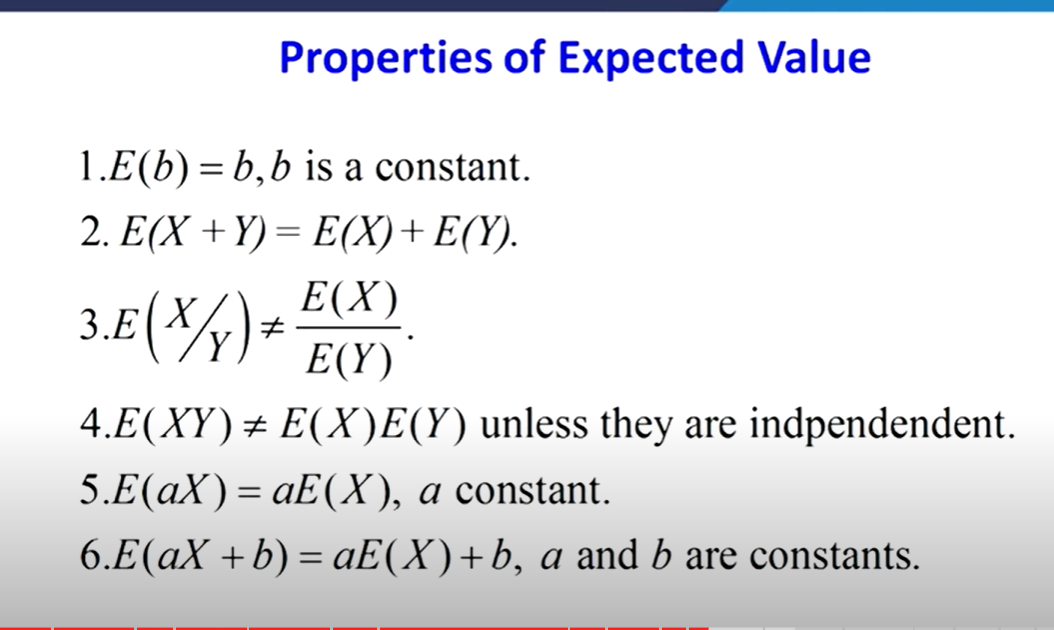 Properties of Expected Value
1.E(b) = b,b is a constant.
2. E(X + Y) = E(X) + E(Y).
3.E(X/Y) ≠ E(X)/E(Y).
4.E(XY) ≠ E(X)E(Y) unless they are indpendendent.
5.E(aX) = aE(X), a constant.
6.E(aX + b) = aE(X) + b, a and b are constants.